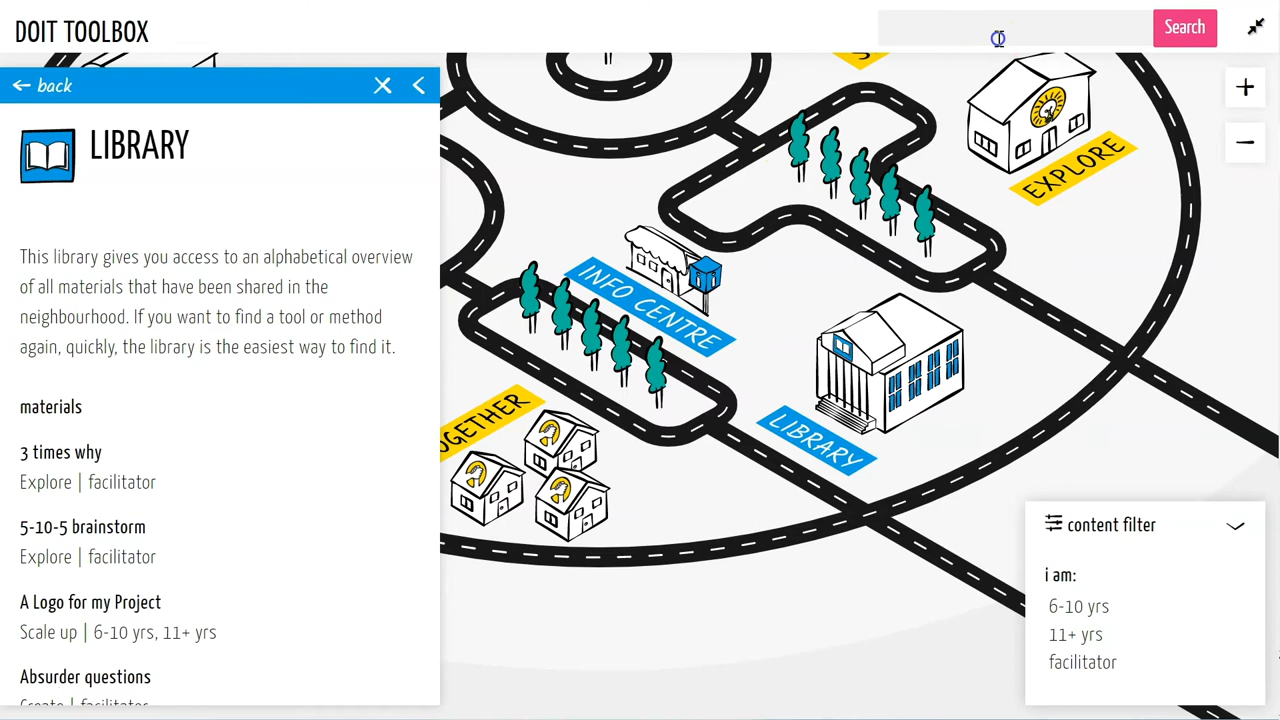 DOIT TOOLBOX
Search
← back
LIBRARY
This library gives you access to an alphabetical overview
of all materials that have been shared in the
neighbourhood. If you want to find a tool or method
again, quickly, the library is the easiest way to find it.
materials
3 times why
Explore | facilitator
5-10-5 brainstorm
Explore | facilitator
A Logo for my Project
Scale up | 6-10 yrs, 11+ yrs
Absurder questions
Create | facilitator
EXPLORE
INFO CENTRE
OGETHER
LIBRARY
content filter
i am:
6-10 yrs
11+ yrs
facilitator